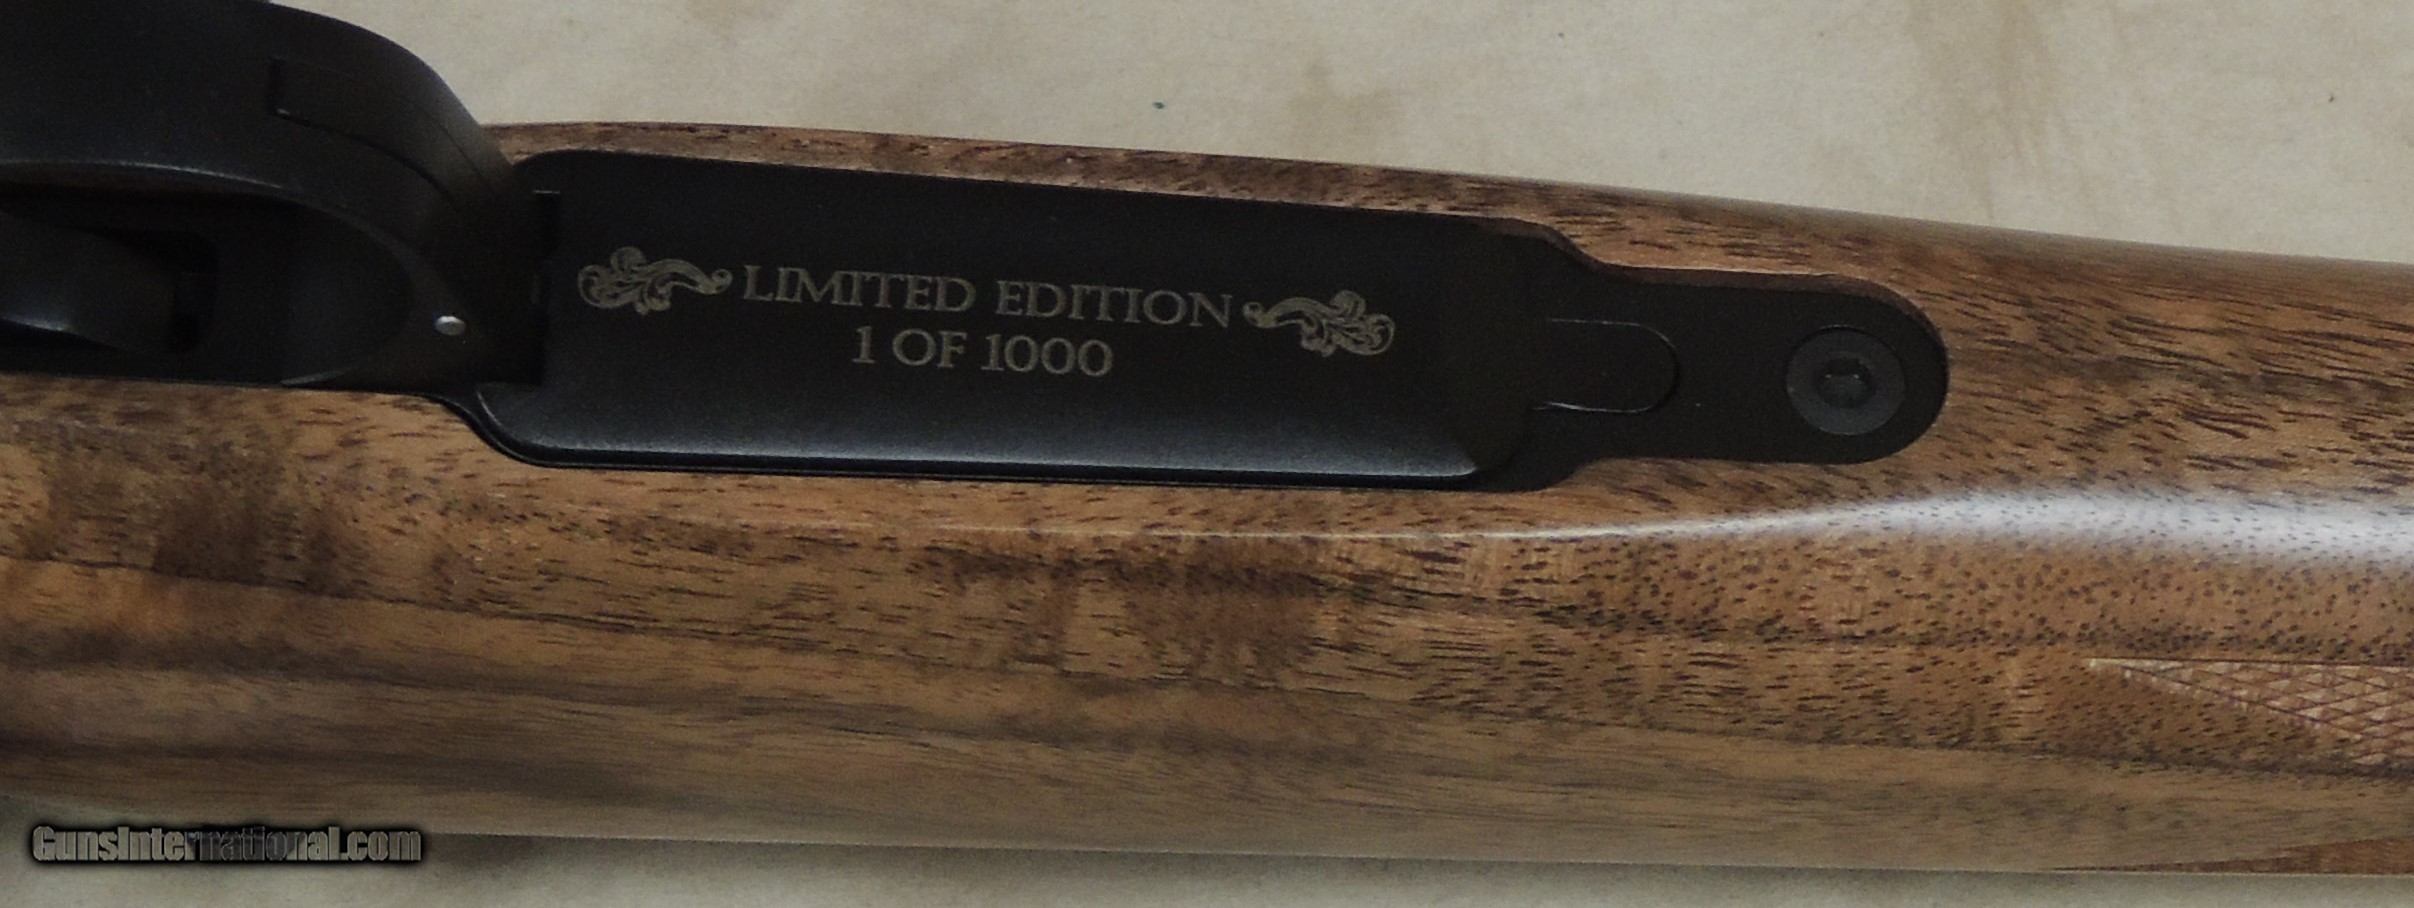 LIMITED EDITION
1 OF 1000
GunsInternational.com